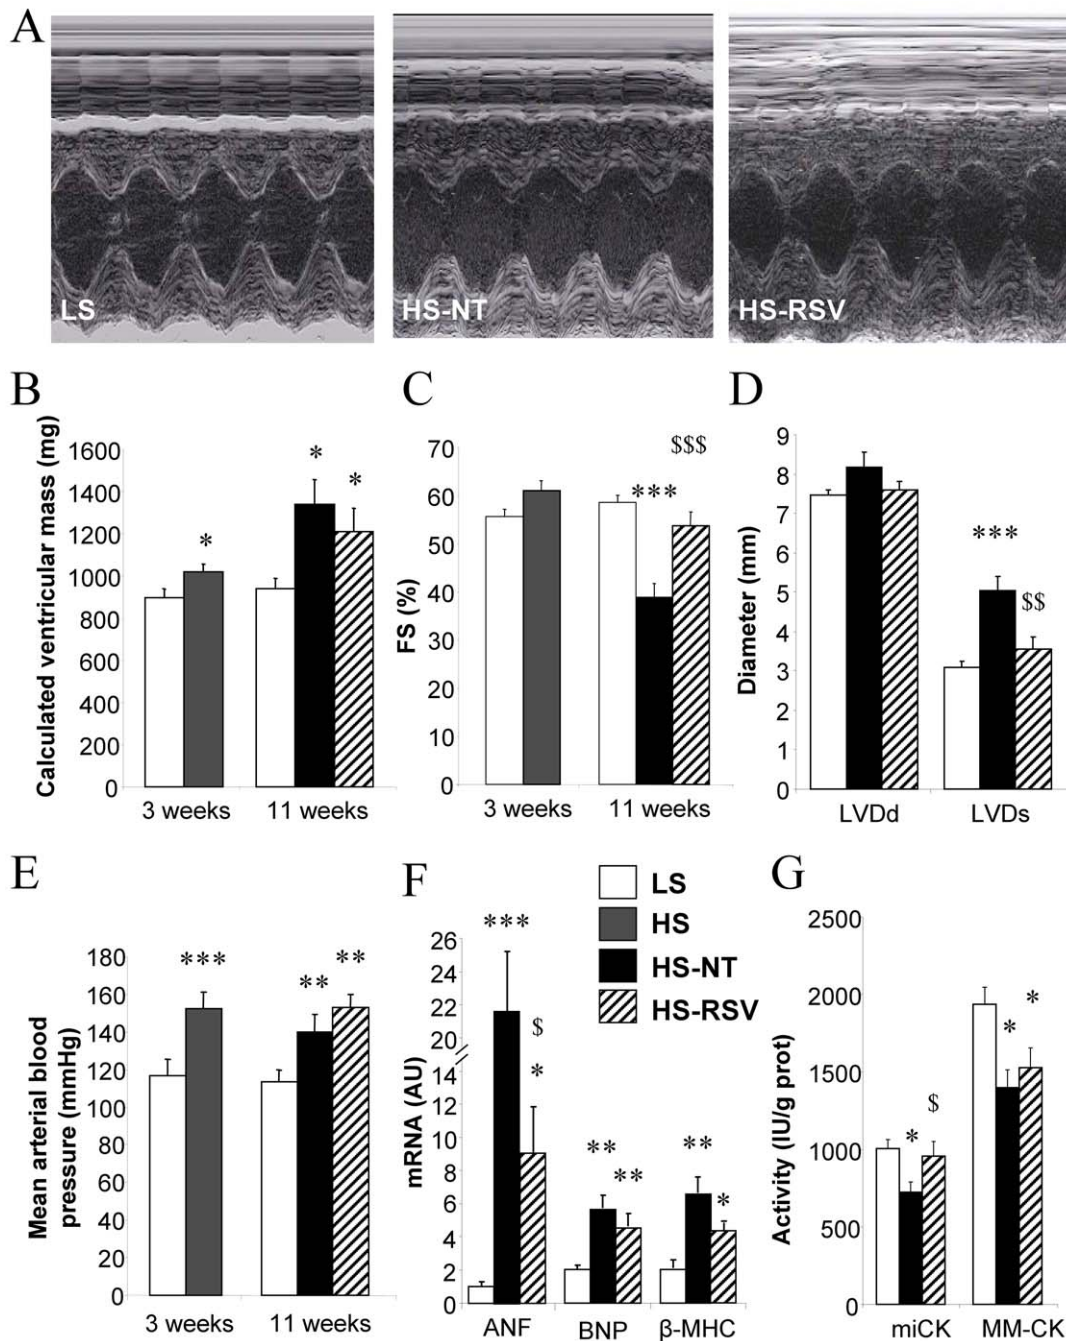 A
LS
HS-NT
HS-RSV
B
Calculated ventricular mass (mg)
1600
1400
1200
1000
800
600
400
200
0
*
*
*
3 weeks
11 weeks
C
FS (%)
70
60
50
40
30
20
10
0
***
$$$
3 weeks
11 weeks
D
Diameter (mm)
9
8
7
6
5
4
3
2
1
0
***
$$
LVDd
LVDs
E
Mean arterial blood
pressure (mmHg)
180
160
140
120
100
80
60
40
20
0
***
**
**
3 weeks
11 weeks
F
mRNA (AU)
26
24
22
20
14
12
10
8
6
4
2
0
***
$
*
**
**
**
*
ANF
BNP
β-MHC
LS
HS
HS-NT
HS-RSV
G
Activity (IU/g prot)
2500
2000
1500
1000
500
0
*
$
*
*
miCK
MM-CK